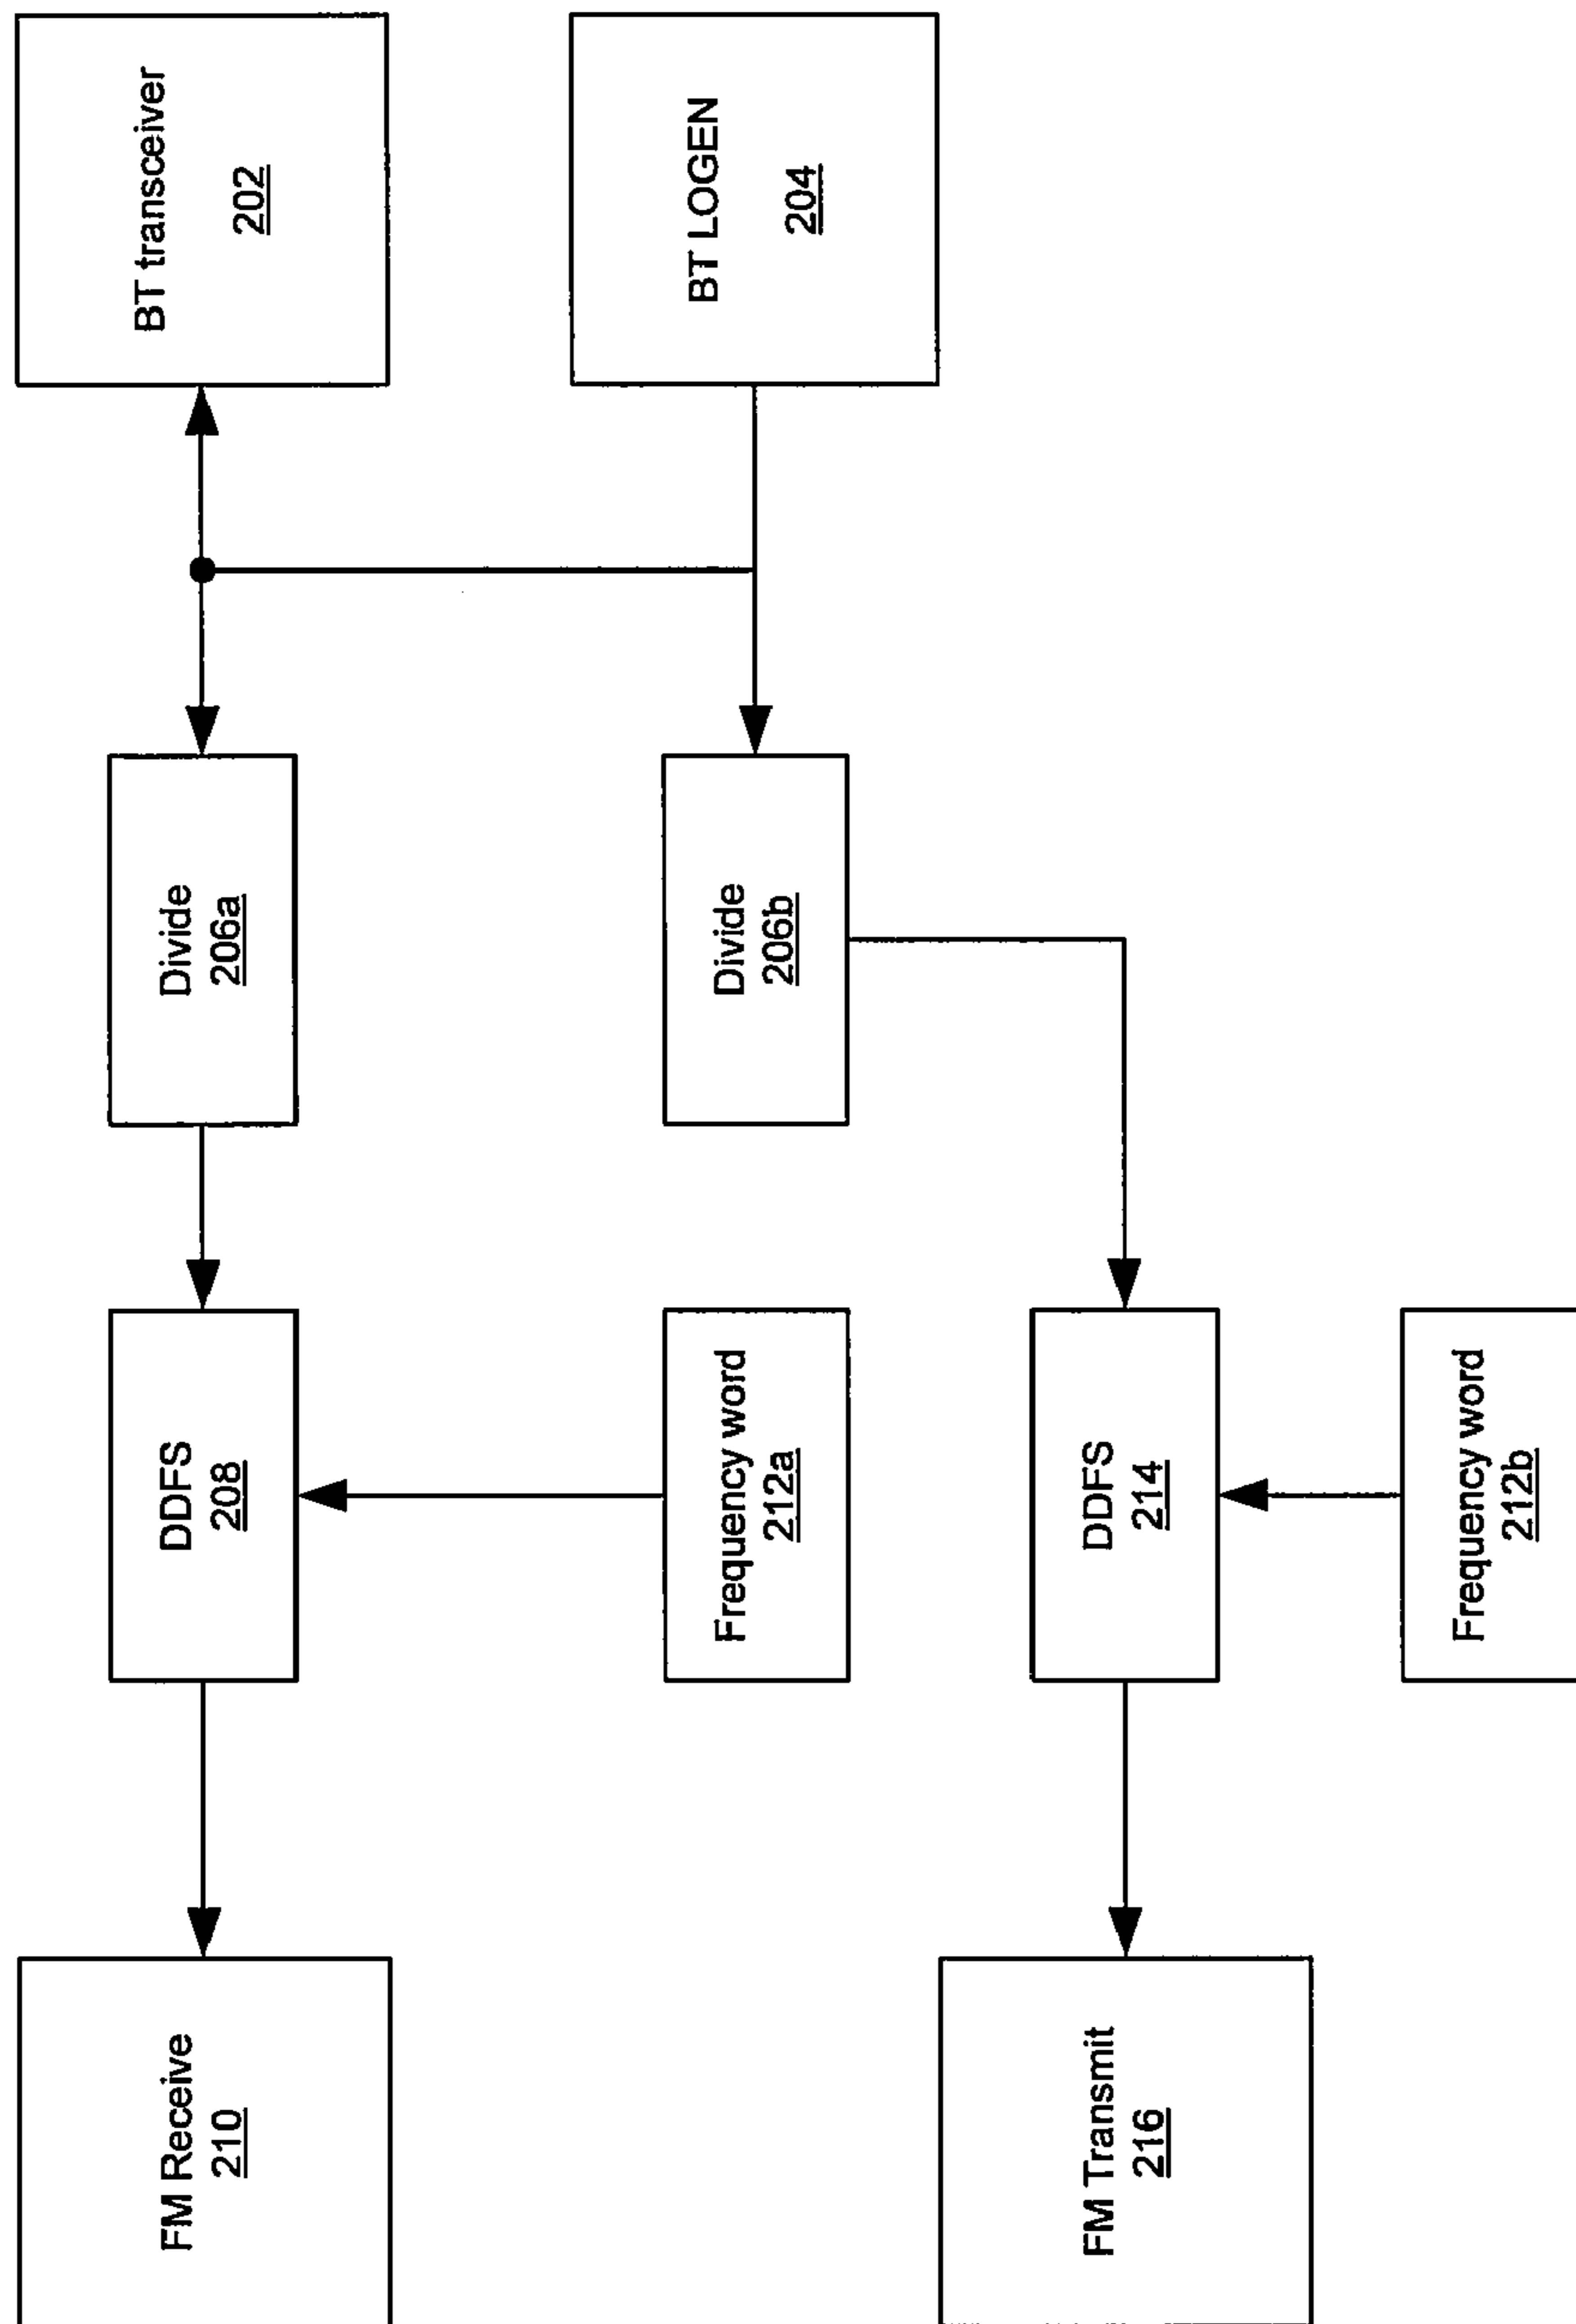 FM Receive
210
DDFS
208
Divide
206a
BT transceiver
202
Frequency word
212a
Divide
206b
BT LOGEN
204
FM Transmit
216
DDFS
214
Frequency word
212b